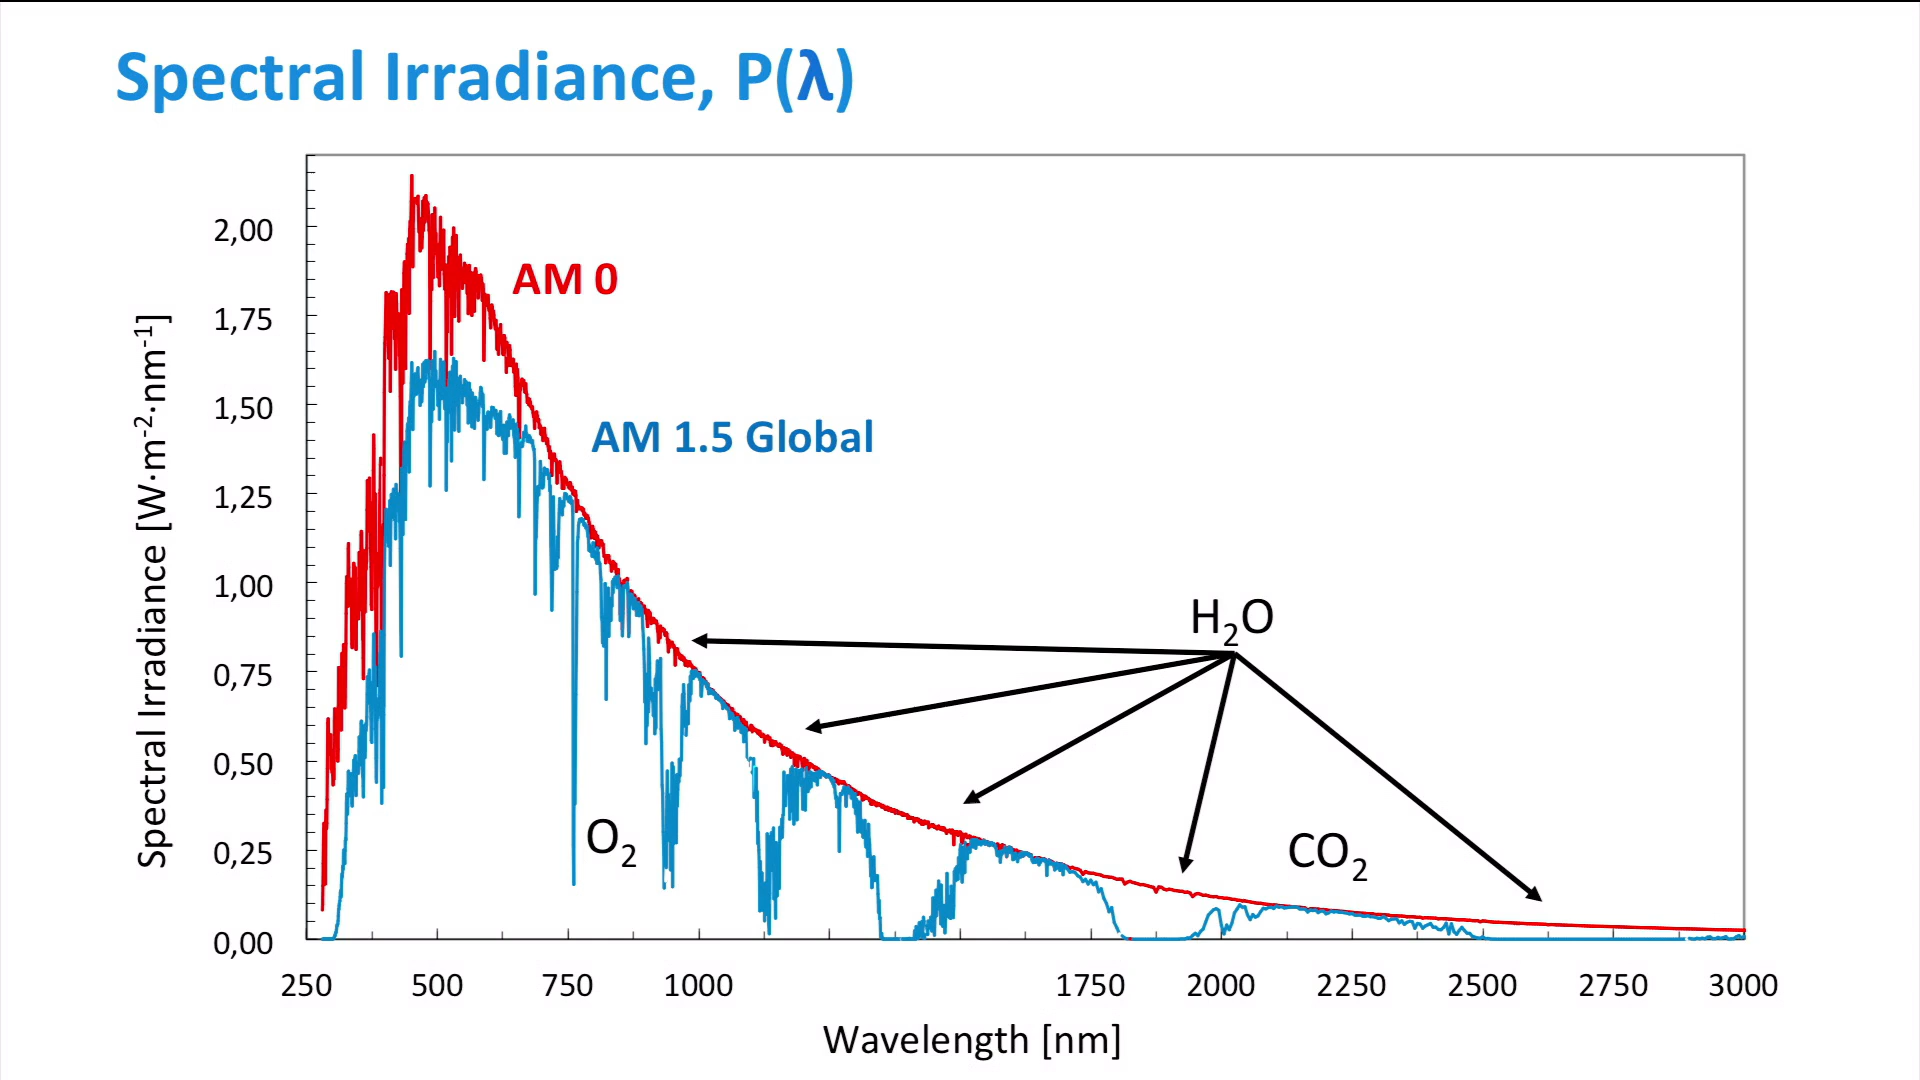 Spectral Irradiance, P(λ)
2,00
1,75
1,50
1,25
1,00
0,75
0,50
0,25
0,00
Spectral Irradiance [W·m⁻²·nm⁻¹]
AM 0
AM 1.5 Global
H₂O
O₂
CO₂
250 500 750 1000 1750 2000 2250 2500 2750 3000
Wavelength [nm]